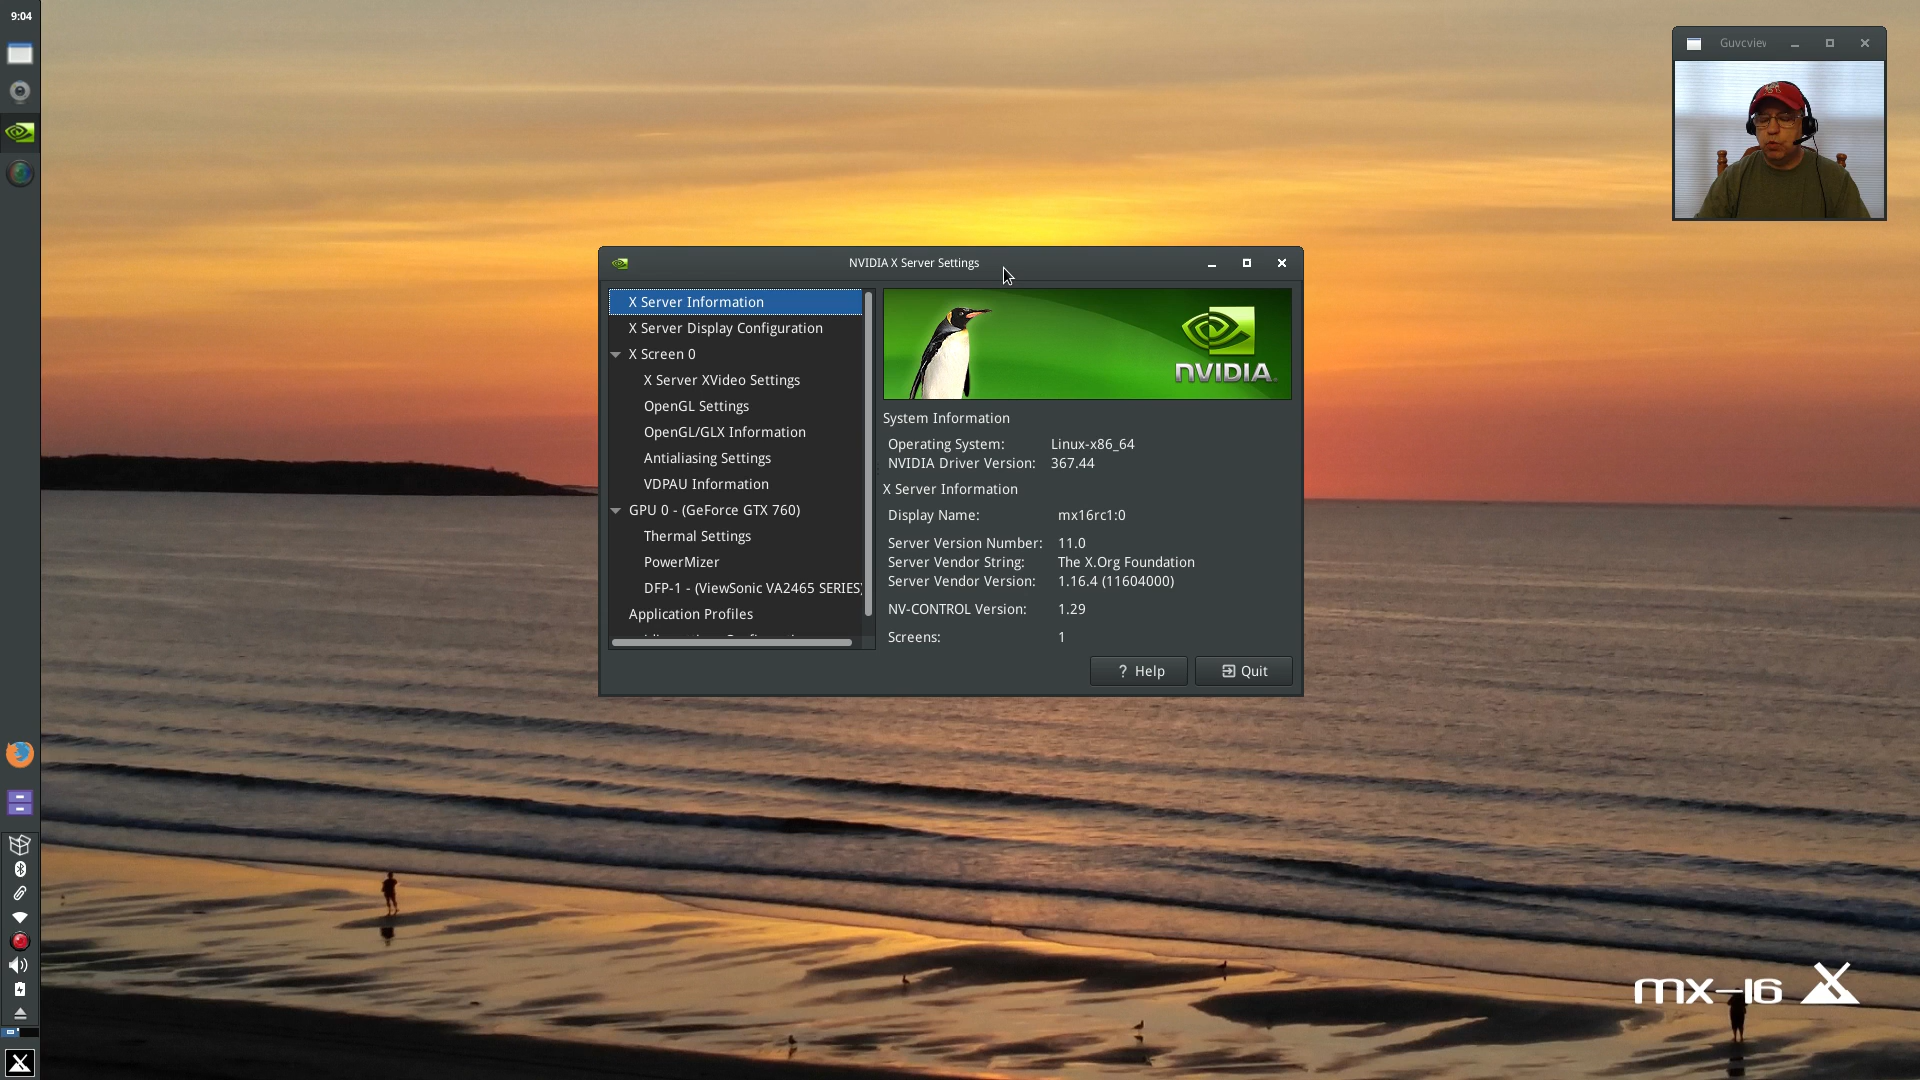 9:04
Guvcview
NVIDIA X Server Settings
X Server Information
X Server Display Configuration
X Screen 0
X Server XVideo Settings
OpenGL Settings
OpenGL/GLX Information
Antialiasing Settings
VDPAU Information
GPU 0 - (GeForce GTX 760)
Thermal Settings
PowerMizer
DFP-1 - (ViewSonic VA2465 SERIES)
Application Profiles
NVIDIA
System Information
Operating System: Linux-x86_64
NVIDIA Driver Version: 367.44
X Server Information
Display Name: mx16rc1:0
Server Version Number: 11.0
Server Vendor String: The X.Org Foundation
Server Vendor Version: 1.16.4 (11604000)
NV-CONTROL Version: 1.29
Screens: 1
? Help
Quit
mx-16